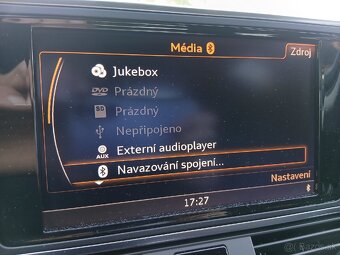 Média
Zdroj
Jukebox
DVD Prázdný
SD Prázdný
Nepřipojeno
AUX Externí audioplayer
Navazování spojení...
Nastavení
17:27